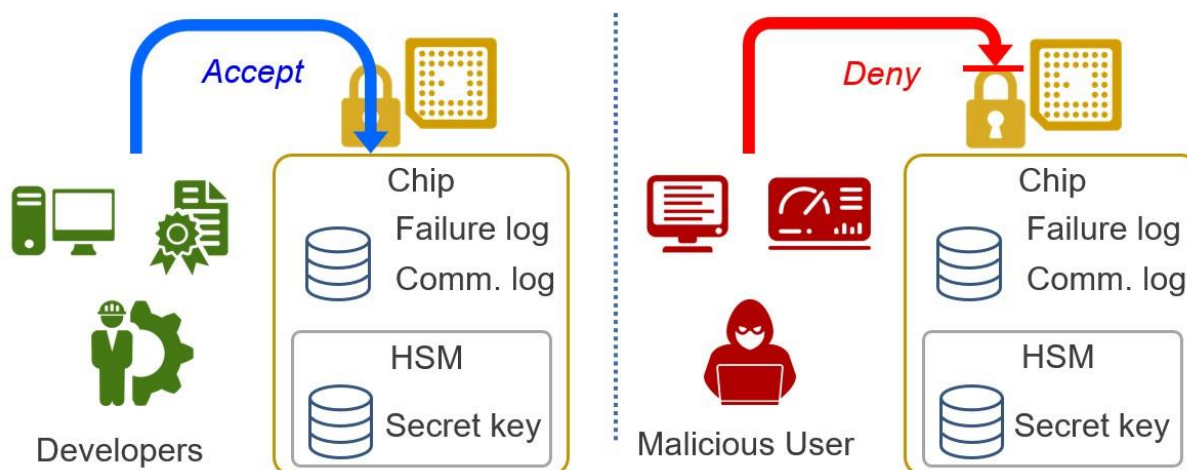 Accept
Chip
Failure log
Comm. log
HSM
Secret key
Developers
Deny
Chip
Failure log
Comm. log
HSM
Secret key
Malicious User